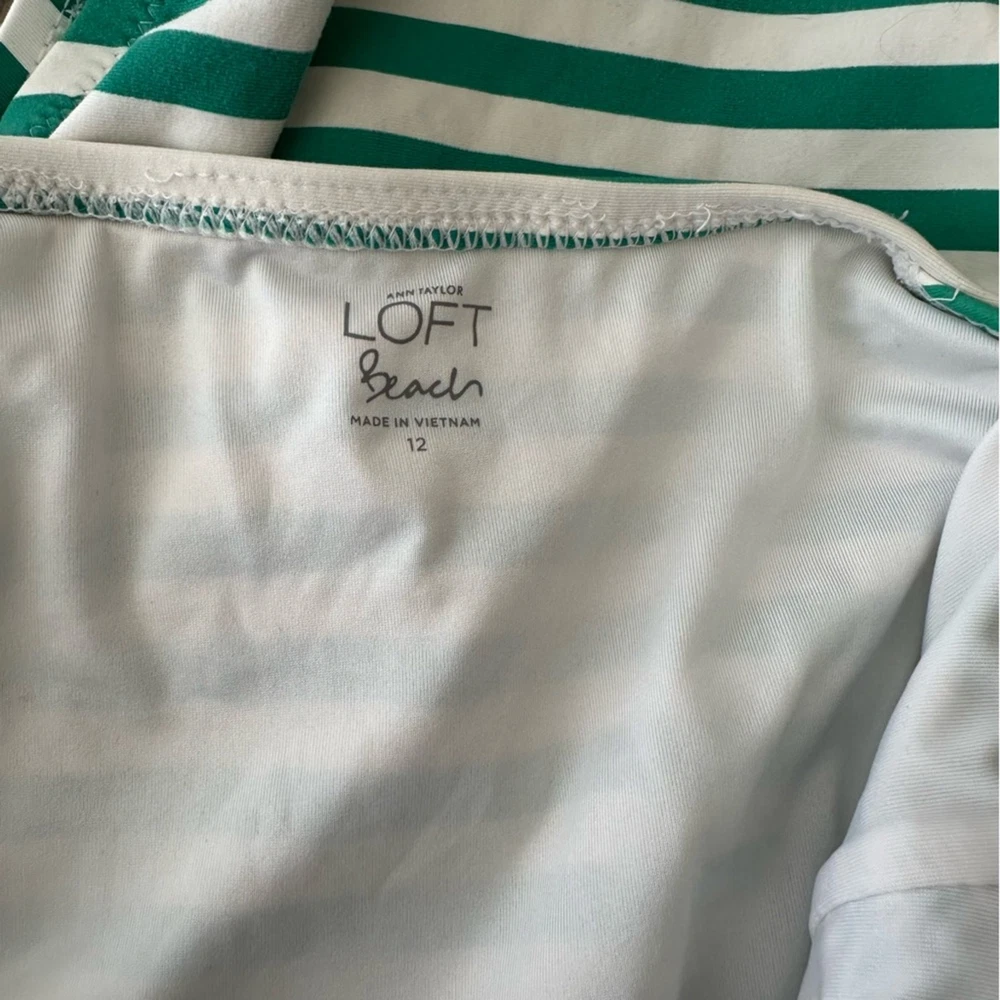 ANN TAYLOR
LOFT
Beach
MADE IN VIETNAM
12